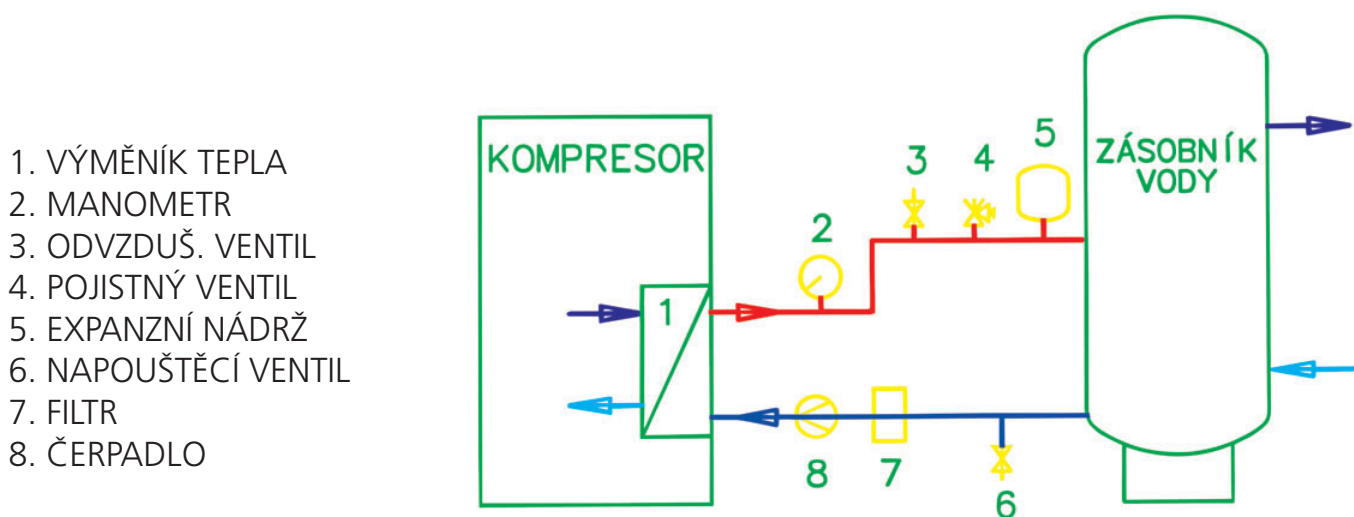 1. VÝMĚNÍK TEPLA
2. MANOMETR
3. ODVZDUŠ. VENTIL
4. POJISTNÝ VENTIL
5. EXPANZNÍ NÁDRŽ
6. NAPOUŠTĚCÍ VENTIL
7. FILTR
8. ČERPADLO
KOMPRESOR
1
2
3
4
5
ZÁSOBNÍK
VODY
8
7
6